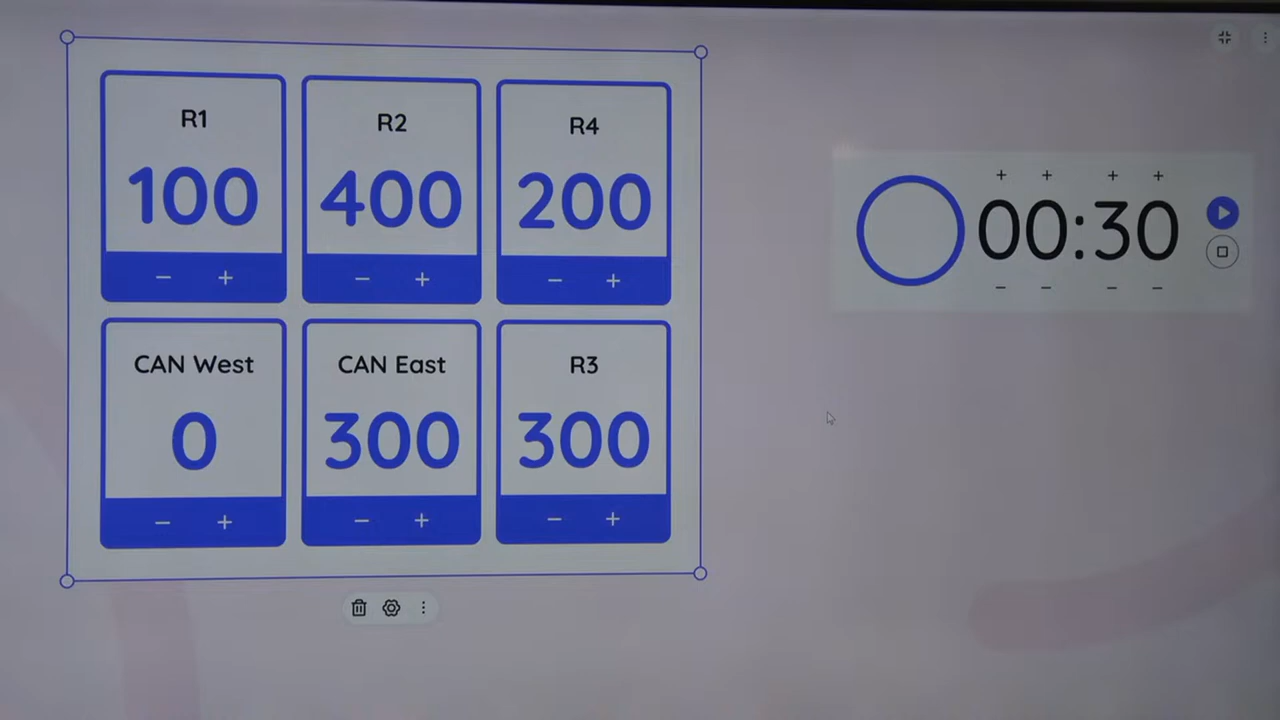 R1
100
− +
R2
400
− +
R4
200
− +
CAN West
0
− +
CAN East
300
− +
R3
300
− +
+ + + +
00:30
− − − −